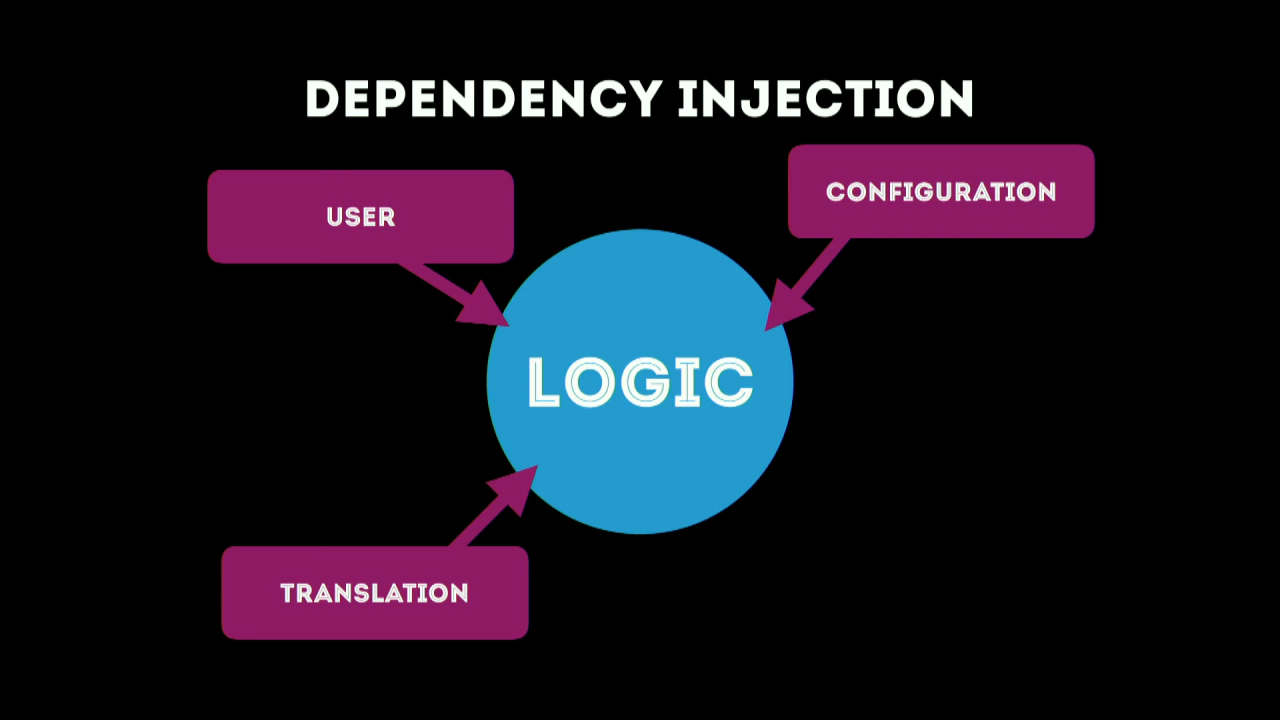 DEPENDENCY INJECTION
CONFIGURATION
USER
LOGIC
TRANSLATION